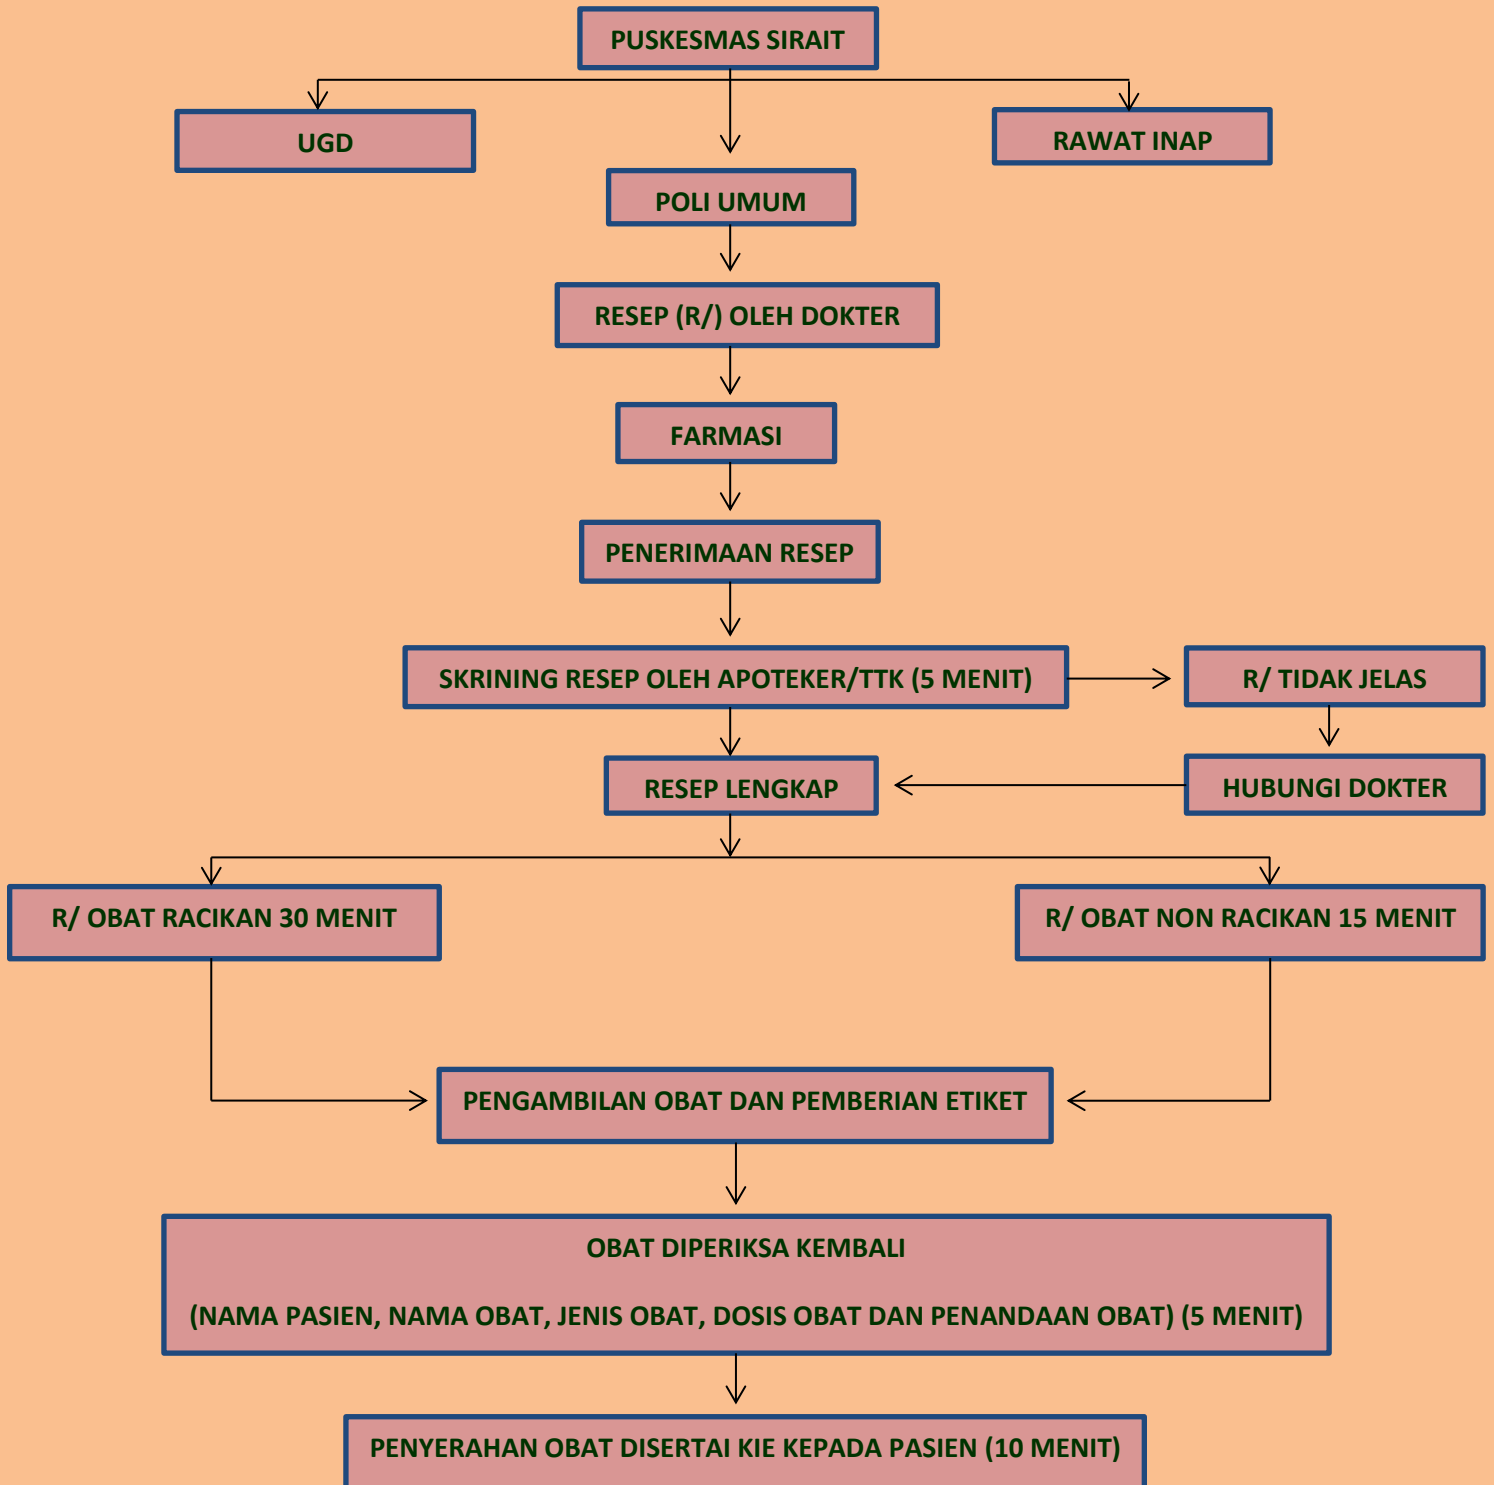 PUSKESMAS SIRAIT
UGD
RAWAT INAP
POLI UMUM
RESEP (R/) OLEH DOKTER
FARMASI
PENERIMAAN RESEP
SKRINING RESEP OLEH APOTEKER/TTK (5 MENIT)
R/ TIDAK JELAS
RESEP LENGKAP
HUBUNGI DOKTER
R/ OBAT RACIKAN 30 MENIT
R/ OBAT NON RACIKAN 15 MENIT
PENGAMBILAN OBAT DAN PEMBERIAN ETIKET
OBAT DIPERIKSA KEMBALI
(NAMA PASIEN, NAMA OBAT, JENIS OBAT, DOSIS OBAT DAN PENANDAAN OBAT) (5 MENIT)
PENYERAHAN OBAT DISERTAI KIE KEPADA PASIEN (10 MENIT)